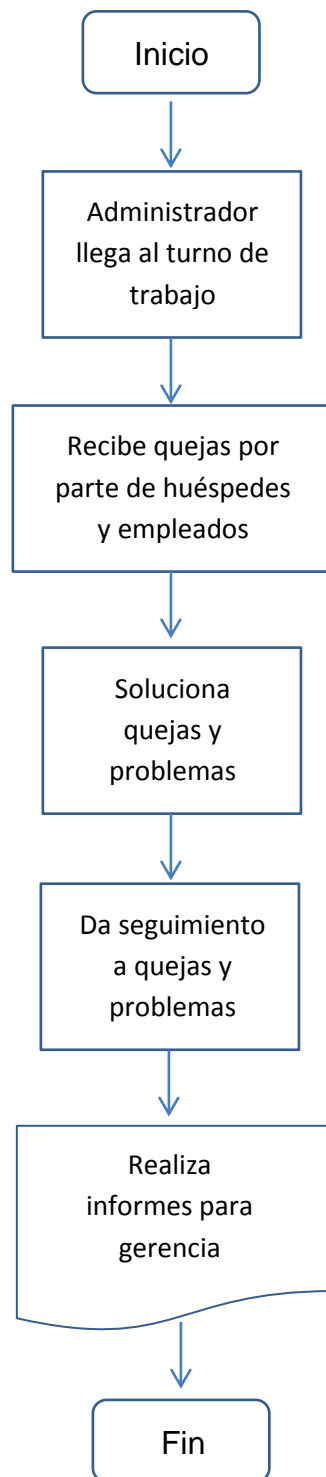 Inicio
Administrador
llega al turno de
trabajo
Recibe quejas por
parte de huéspedes
y empleados
Soluciona
quejas y
problemas
Da seguimiento
a quejas y
problemas
Realiza
informes para
gerencia
Fin